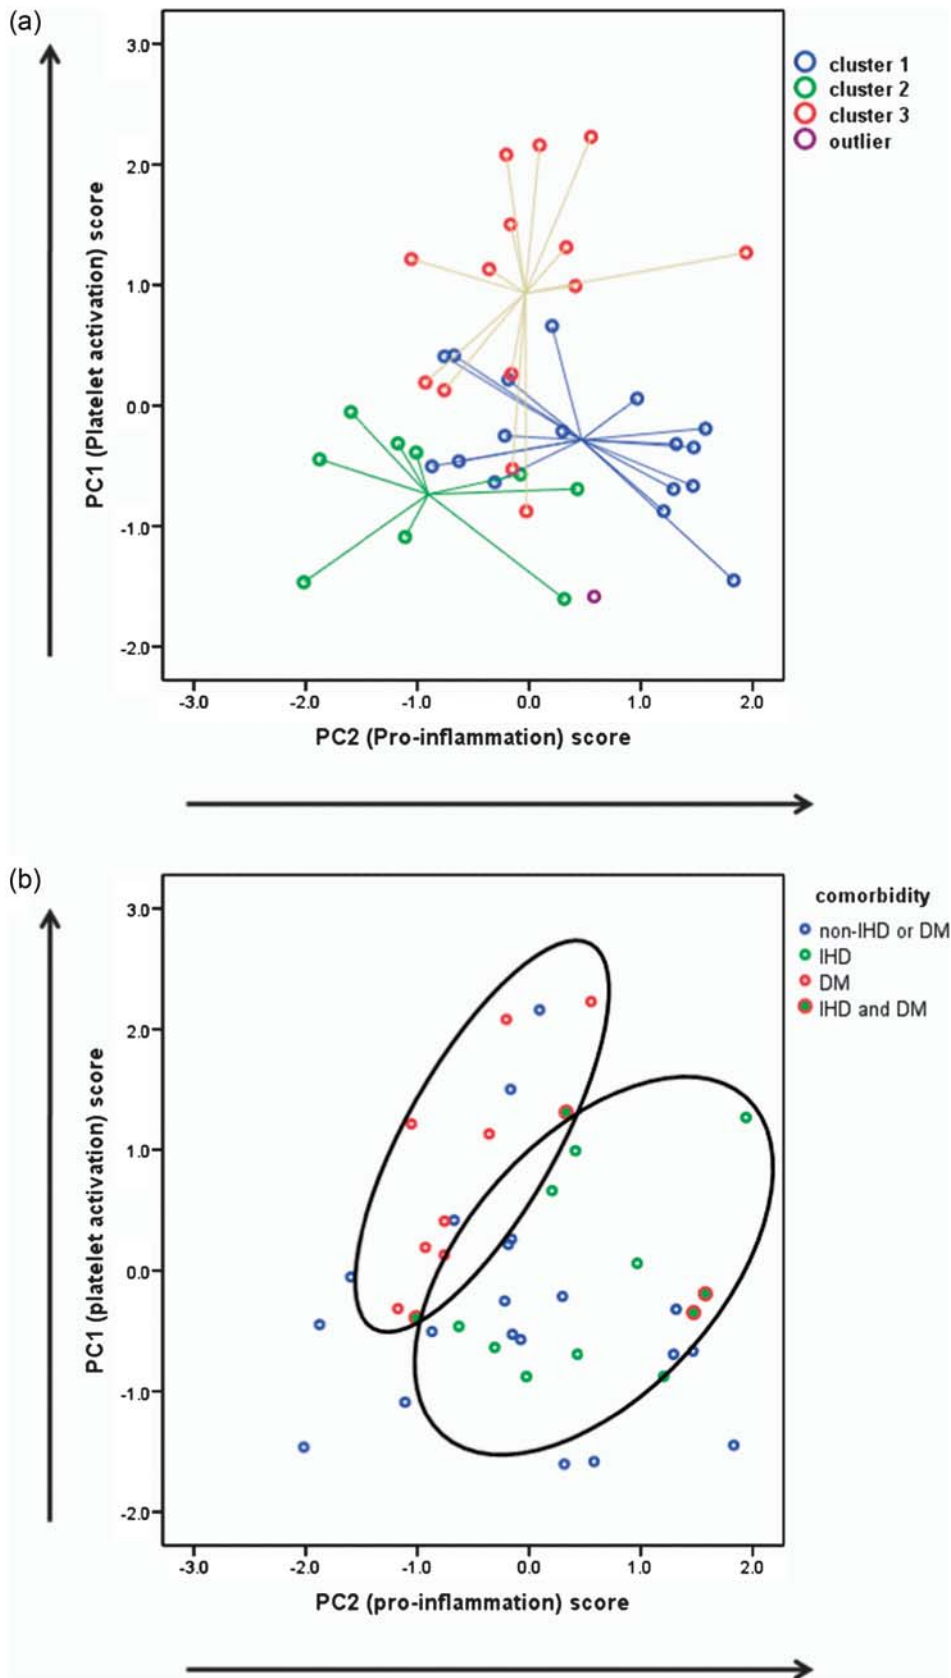 (a)
3.0
2.0
1.0
0.0
-1.0
-2.0
PC1 (Platelet activation) score
-3.0 -2.0 -1.0 0.0 1.0 2.0
PC2 (Pro-inflammation) score
cluster 1
cluster 2
cluster 3
outlier
(b)
3.0
2.0
1.0
0.0
-1.0
-2.0
PC1 (platelet activation) score
-3.0 -2.0 -1.0 0.0 1.0 2.0
PC2 (pro-inflammation) score
comorbidity
non-IHD or DM
IHD
DM
IHD and DM